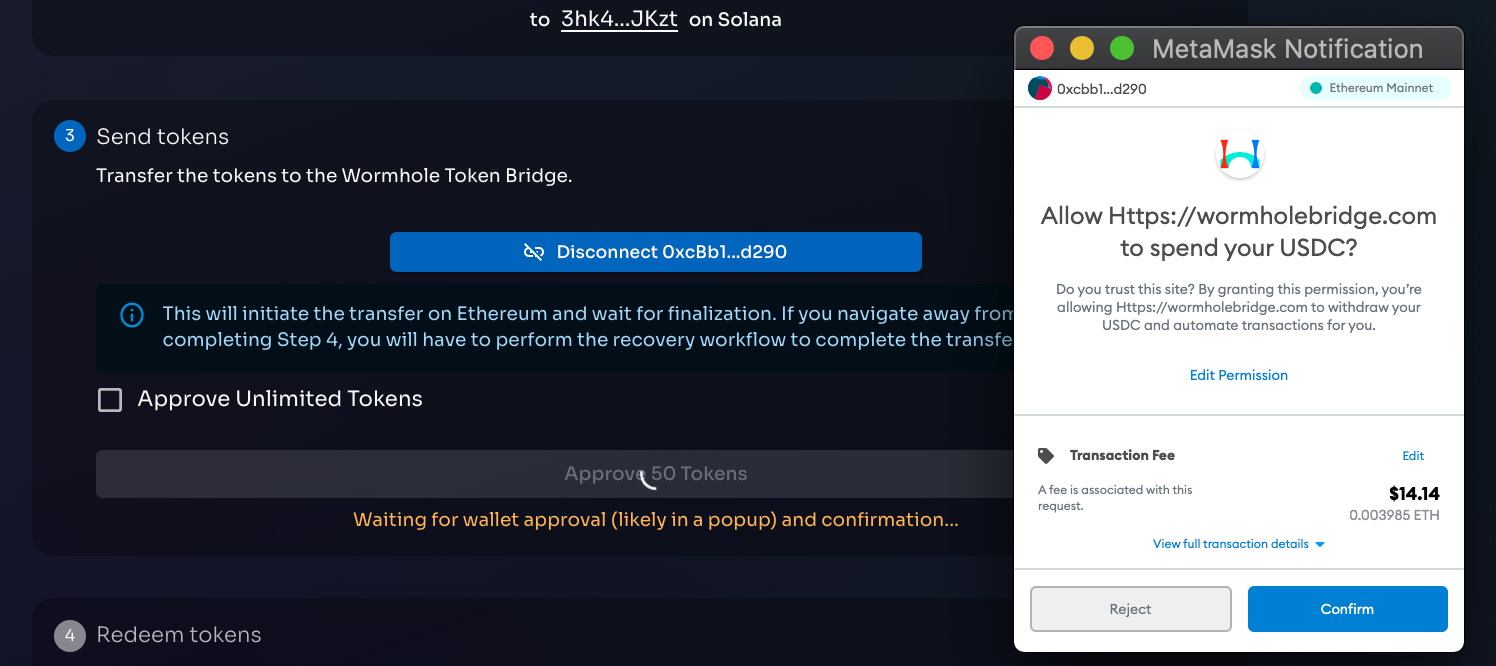 to 3hk4...JKzt on Solana
3 Send tokens
Transfer the tokens to the Wormhole Token Bridge.
Disconnect 0xcBb1...d290
This will initiate the transfer on Ethereum and wait for finalization. If you navigate away from
completing Step 4, you will have to perform the recovery workflow to complete the transfe
Approve Unlimited Tokens
Approve 50 Tokens
Waiting for wallet approval (likely in a popup) and confirmation...
4 Redeem tokens
MetaMask Notification
0xcbb1...d290
Ethereum Mainnet
Allow Https://wormholebridge.com
to spend your USDC?
Do you trust this site? By granting this permission, you're
allowing Https://wormholebridge.com to withdraw your
USDC and automate transactions for you.
Edit Permission
Transaction Fee
Edit
A fee is associated with this
request.
$14.14
0.003985 ETH
View full transaction details
Reject
Confirm